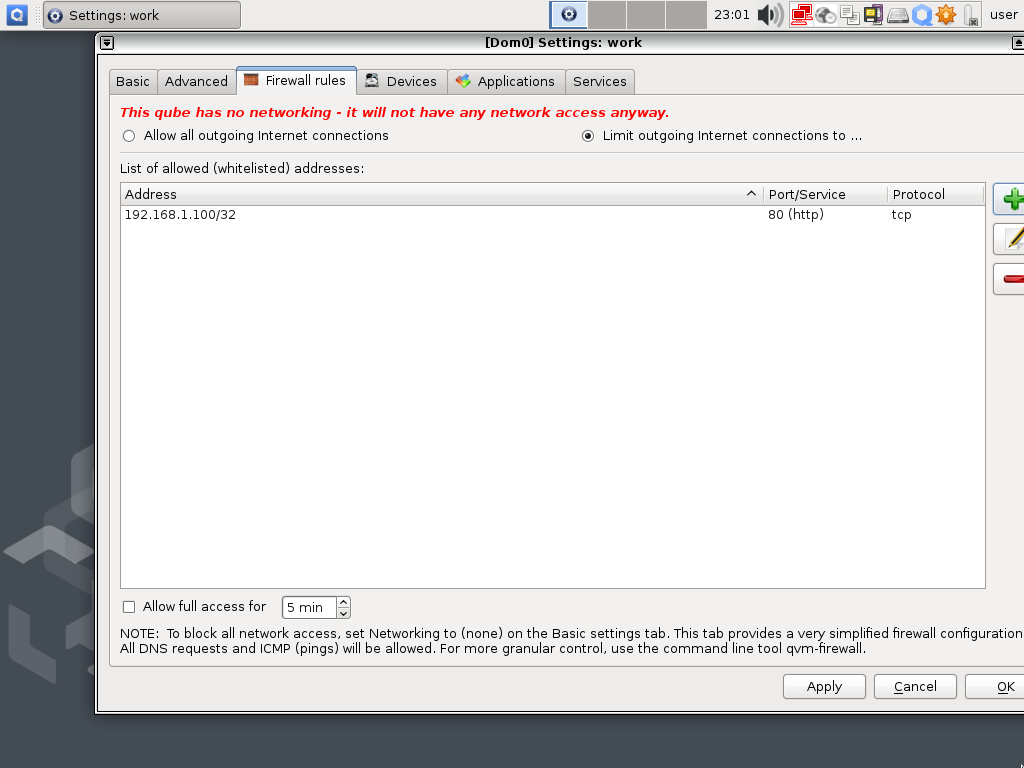 Settings: work
23:01
user
[Dom0] Settings: work
Basic
Advanced
Firewall rules
Devices
Applications
Services
This qube has no networking - it will not have any network access anyway.
Allow all outgoing Internet connections
Limit outgoing Internet connections to ...
List of allowed (whitelisted) addresses:
Address
Port/Service
Protocol
192.168.1.100/32
80 (http)
tcp
Allow full access for
5 min
NOTE: To block all network access, set Networking to (none) on the Basic settings tab. This tab provides a very simplified firewall configuration
All DNS requests and ICMP (pings) will be allowed. For more granular control, use the command line tool qvm-firewall.
Apply
Cancel
OK